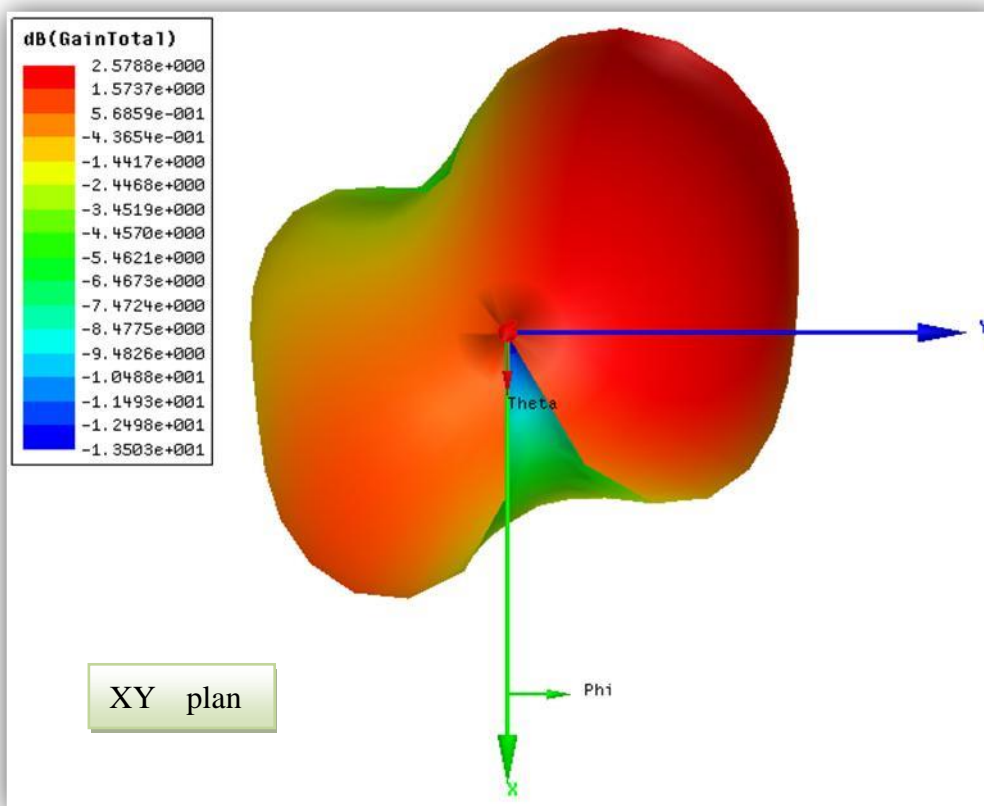 dB(GainTotal)
2.5788e+000
1.5737e+000
5.6859e-001
-4.3654e-001
-1.4417e+000
-2.4468e+000
-3.4519e+000
-4.4570e+000
-5.4621e+000
-6.4673e+000
-7.4724e+000
-8.4775e+000
-9.4826e+000
-1.0488e+001
-1.1493e+001
-1.2498e+001
-1.3503e+001
Y
Theta
Phi
X
XY plan